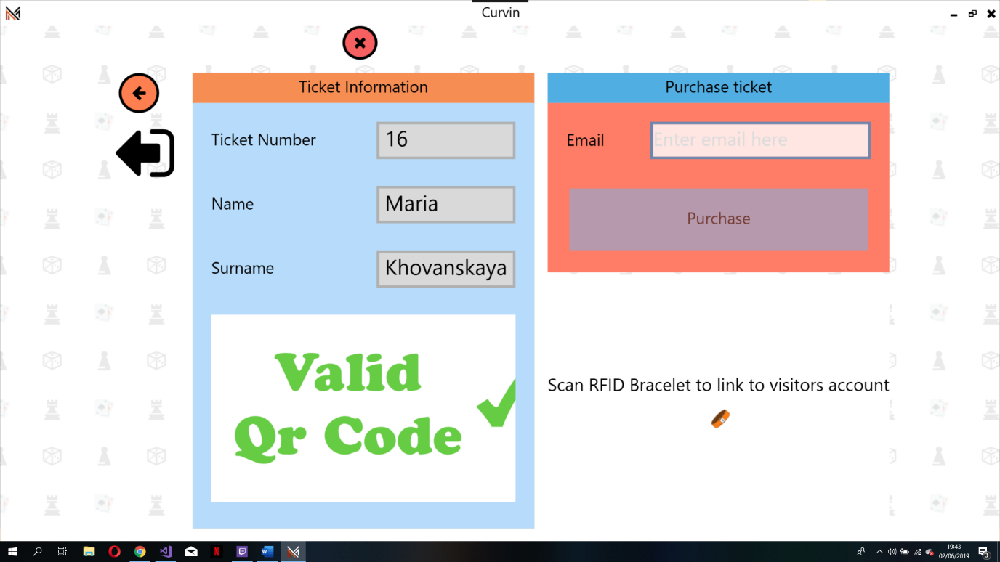 Curvin
Ticket Information
Ticket Number
16
Name
Maria
Surname
Khovanskaya
Valid
Qr Code
Purchase ticket
Email
Enter email here
Purchase
Scan RFID Bracelet to link to visitors account
19:43
02/06/2019
3